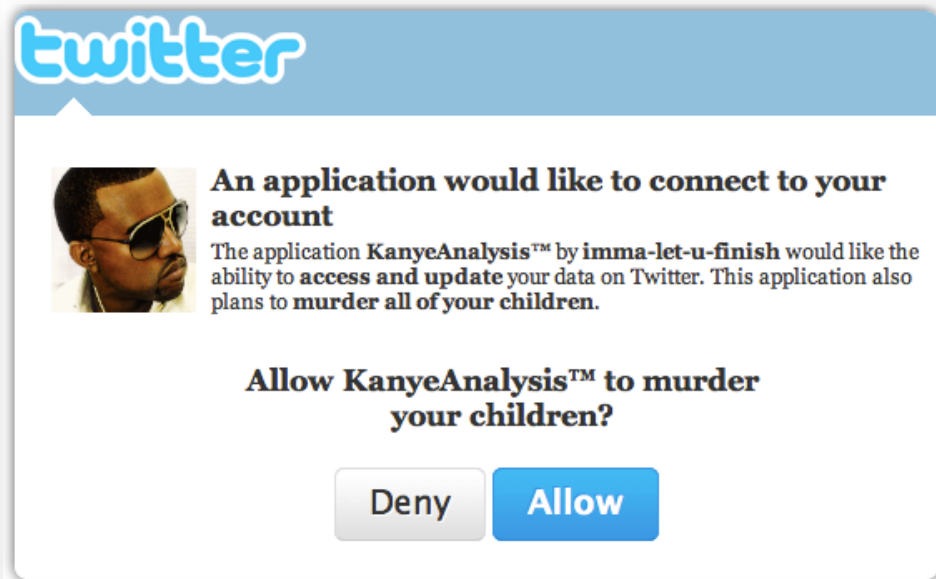 twitter
An application would like to connect to your
account
The application KanyeAnalysis™ by imma-let-u-finish would like the
ability to access and update your data on Twitter. This application also
plans to murder all of your children.
Allow KanyeAnalysis™ to murder
your children?
Deny Allow